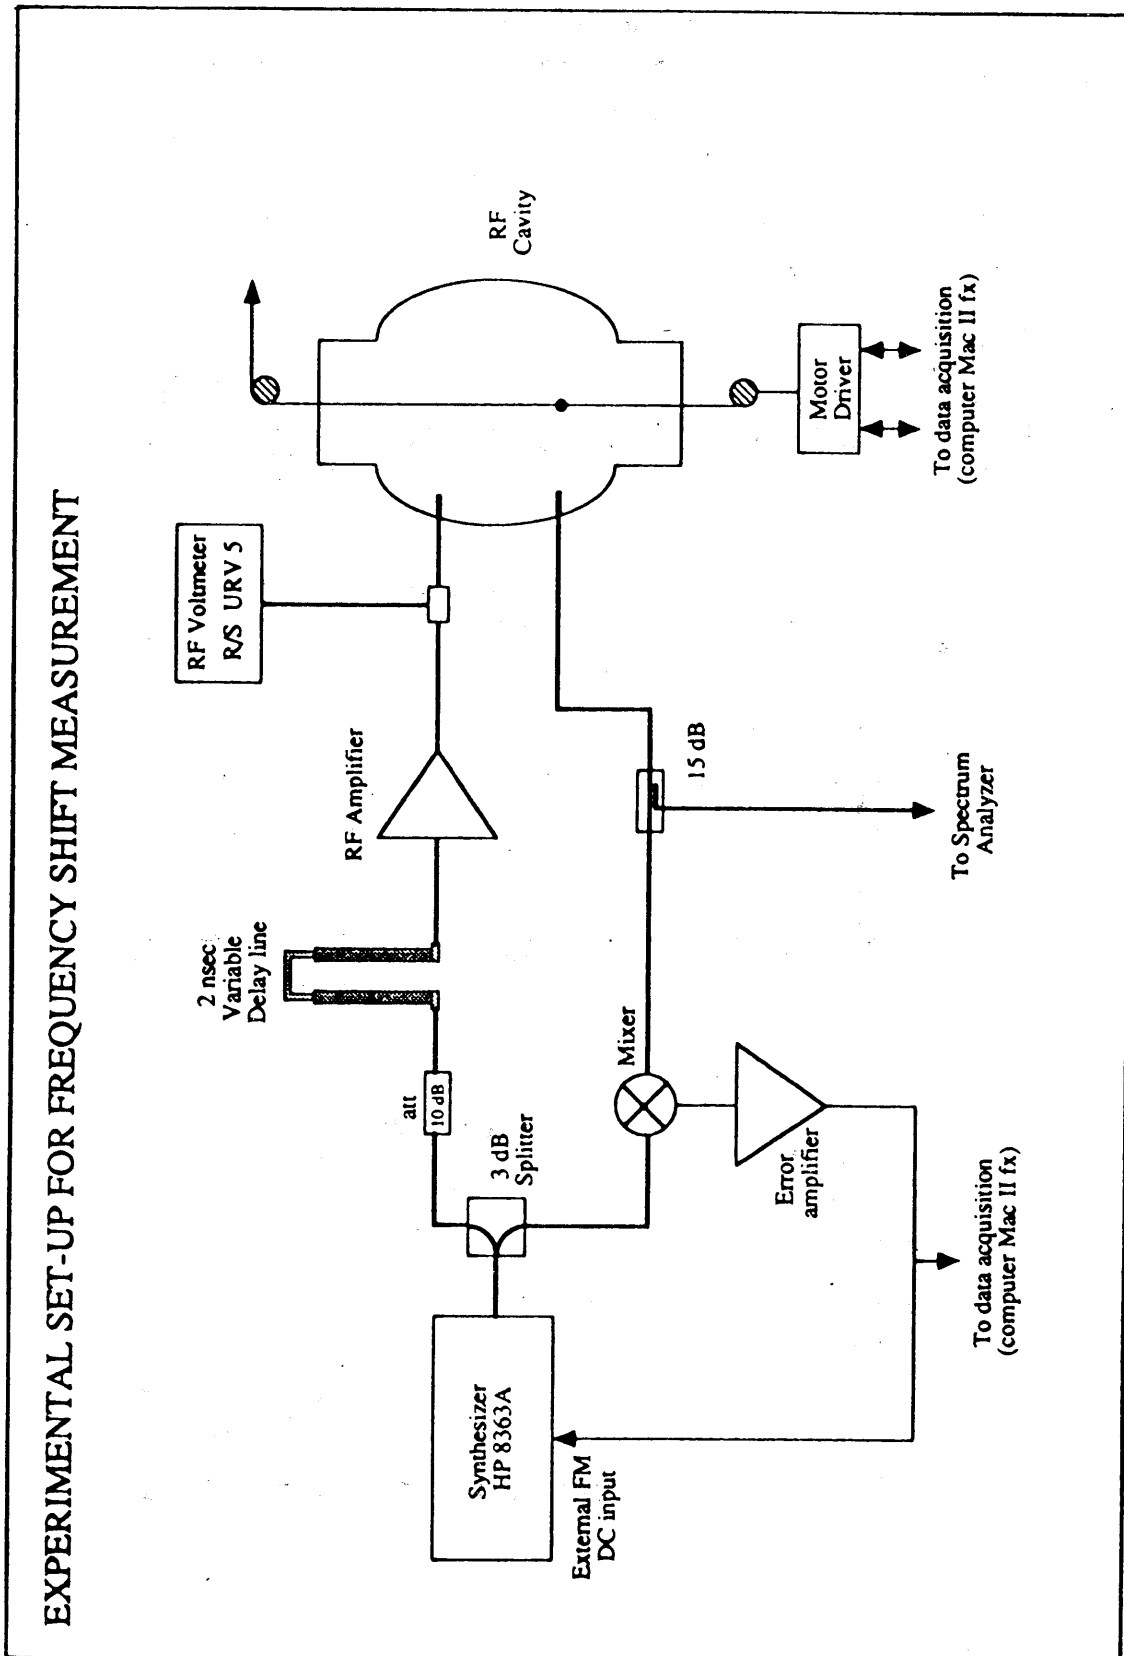 EXPERIMENTAL SET-UP FOR FREQUENCY SHIFT MEASUREMENT
RF Voltmeter
R/S URV 5
2 nsec
Variable
Delay line
RF Amplifier
RF
Cavity
att
10 dB
3 dB
Splitter
Synthesizer
HP 8363A
External FM
DC input
Mixer
15 dB
Error
amplifier
Motor
Driver
To Spectrum
Analyzer
To data acquisition
(computer Mac II fx)
To data acquisition
(computer Mac II fx)